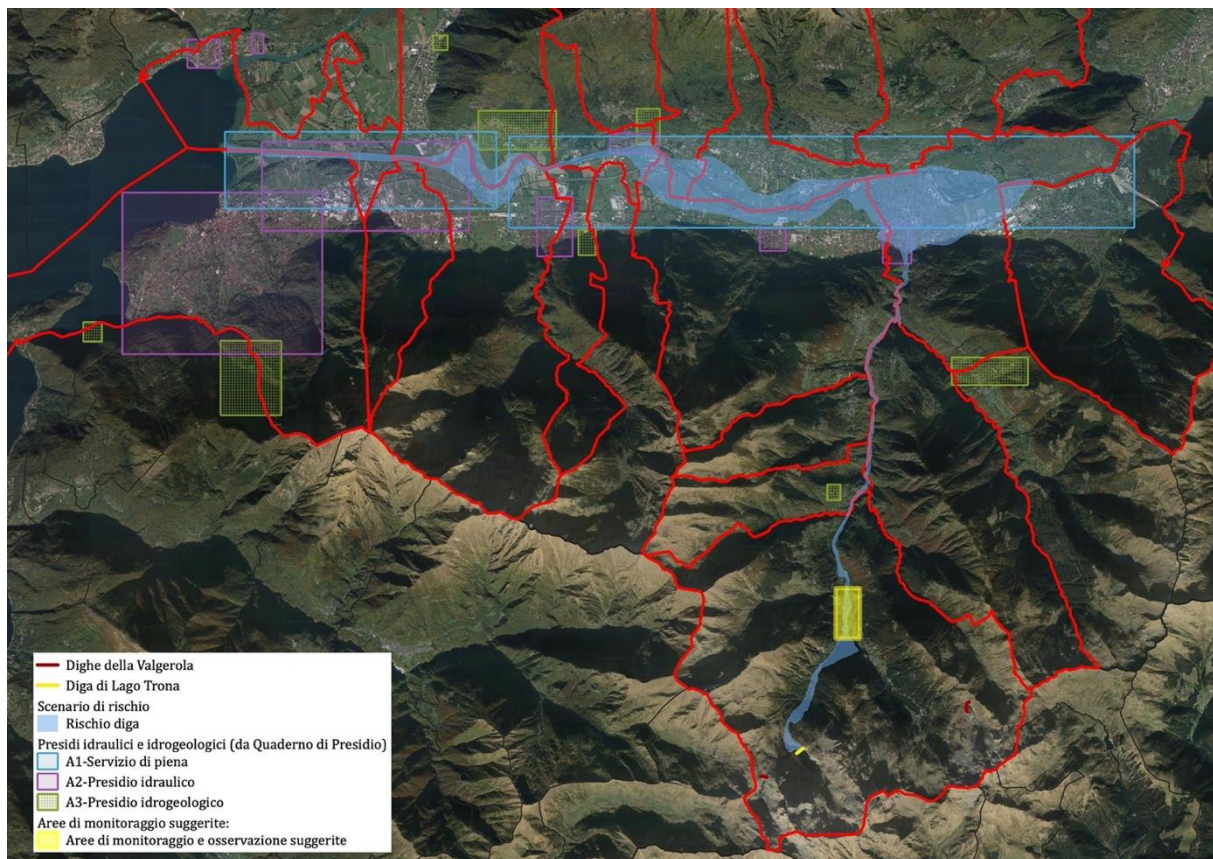 Dighe della Valgerola
Diga di Lago Trona
Scenario di rischio
Rischio diga
Presidi idraulici e idrogeologici (da Quaderno di Presidio)
A1-Servizio di piena
A2-Presidio idraulico
A3-Presidio idrogeologico
Aree di monitoraggio suggerite:
Aree di monitoraggio e osservazione suggerite